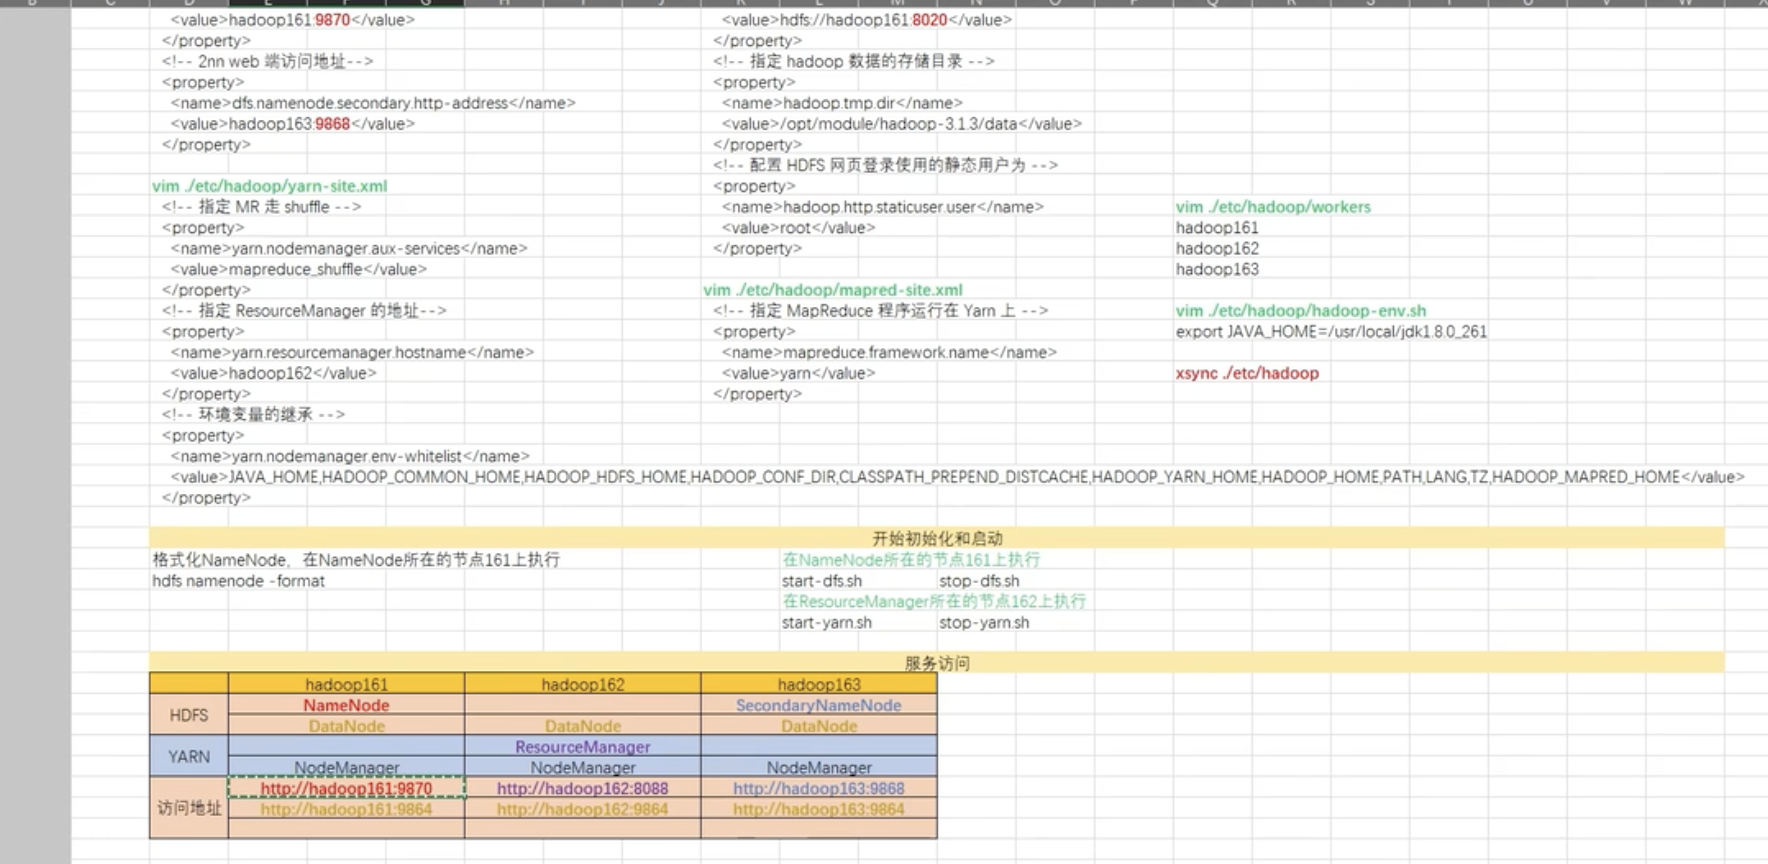 <value>hadoop161:9870</value>
</property>
<!-- 2nn web 端访问地址-->
<property>
<name>dfs.namenode.secondary.http-address</name>
<value>hadoop163:9868</value>
</property>
vim ./etc/hadoop/yarn-site.xml
<!-- 指定 MR 走 shuffle -->
<property>
<name>yarn.nodemanager.aux-services</name>
<value>mapreduce_shuffle</value>
</property>
<!-- 指定 ResourceManager 的地址-->
<property>
<name>yarn.resourcemanager.hostname</name>
<value>hadoop162</value>
</property>
<!-- 环境变量的继承 -->
<property>
<name>yarn.nodemanager.env-whitelist</name>
<value>JAVA_HOME,HADOOP_COMMON_HOME,HADOOP_HDFS_HOME,HADOOP_CONF_DIR,CLASSPATH_PREPEND_DISTCACHE,HADOOP_YARN_HOME,HADOOP_HOME,PATH,LANG,TZ,HADOOP_MAPRED_HOME</value>
</property>
<value>hdfs://hadoop161:8020</value>
</property>
<!-- 指定 hadoop 数据的存储目录 -->
<property>
<name>hadoop.tmp.dir</name>
<value>/opt/module/hadoop-3.1.3/data</value>
</property>
<!-- 配置 HDFS 网页登录使用的静态用户为 -->
<property>
<name>hadoop.http.staticuser.user</name>
<value>root</value>
</property>
vim ./etc/hadoop/mapred-site.xml
<!-- 指定 MapReduce 程序运行在 Yarn 上 -->
<property>
<name>mapreduce.framework.name</name>
<value>yarn</value>
</property>
vim ./etc/hadoop/workers
hadoop161
hadoop162
hadoop163
vim ./etc/hadoop/hadoop-env.sh
export JAVA_HOME=/usr/local/jdk1.8.0_261
xsync ./etc/hadoop
开始初始化和启动
格式化NameNode，在NameNode所在的节点161上执行
hdfs namenode -format
在NameNode所在的节点161上执行
start-dfs.sh stop-dfs.sh
在ResourceManager所在的节点162上执行
start-yarn.sh stop-yarn.sh
服务访问
hadoop161 hadoop162 hadoop163
HDFS
NameNode SecondaryNameNode
DataNode DataNode DataNode
YARN
ResourceManager
NodeManager NodeManager NodeManager
访问地址
http://hadoop161:9870 http://hadoop162:8088 http://hadoop163:9868
http://hadoop161:9864 http://hadoop162:9864 http://hadoop163:9864